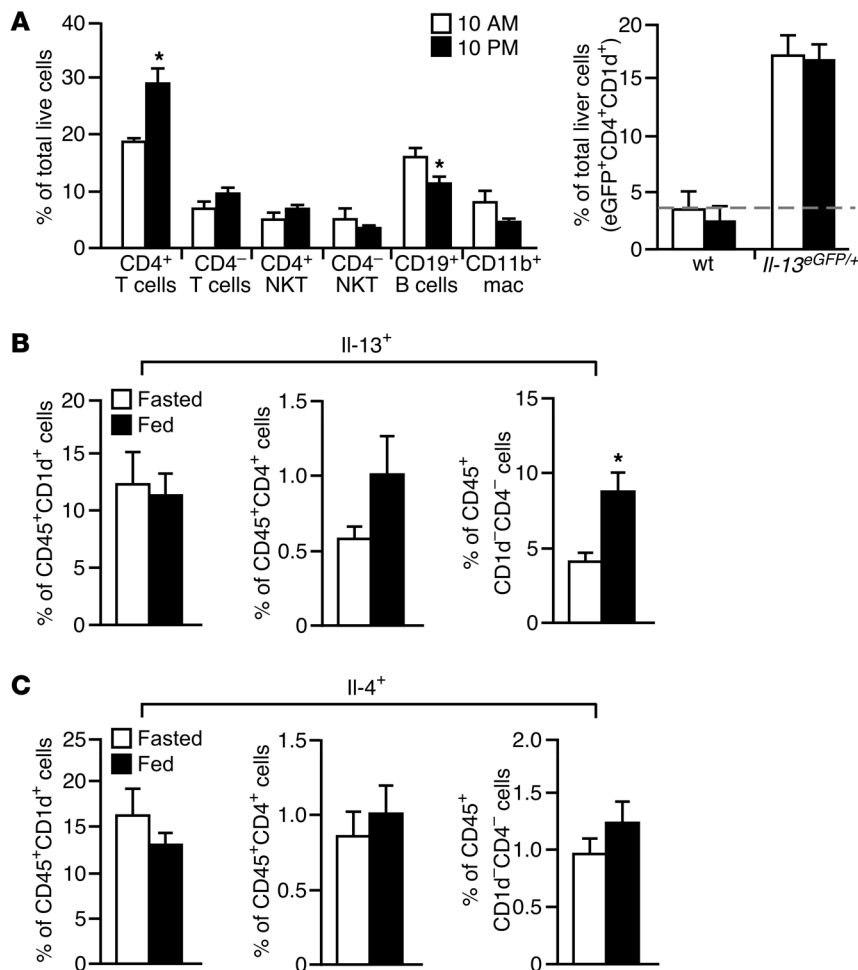 A
% of total live cells
40
30
20
10
0
10 AM
10 PM
*
*
CD4⁺
T cells
CD4⁻
T cells
CD4⁺
NKT
CD4⁻
NKT
CD19⁺
B cells
CD11b⁺
mac
% of total liver cells
(eGFP⁺CD4⁺CD1d⁺)
20
15
10
5
0
wt
Il-13ᵉᴳᶠᴾ/⁺
B
Il-13⁺
Fasted
Fed
% of CD45⁺CD1d⁺ cells
20
15
10
5
0
% of CD45⁺CD4⁺ cells
1.5
1.0
0.5
0
% of CD45⁺
CD1d⁻CD4⁻ cells
15
10
5
0
*
C
Il-4⁺
Fasted
Fed
% of CD45⁺CD1d⁺ cells
25
20
15
10
5
0
% of CD45⁺CD4⁺ cells
1.5
1.0
0.5
0
% of CD45⁺
CD1d⁻CD4⁻ cells
2.0
1.5
1.0
0.5
0